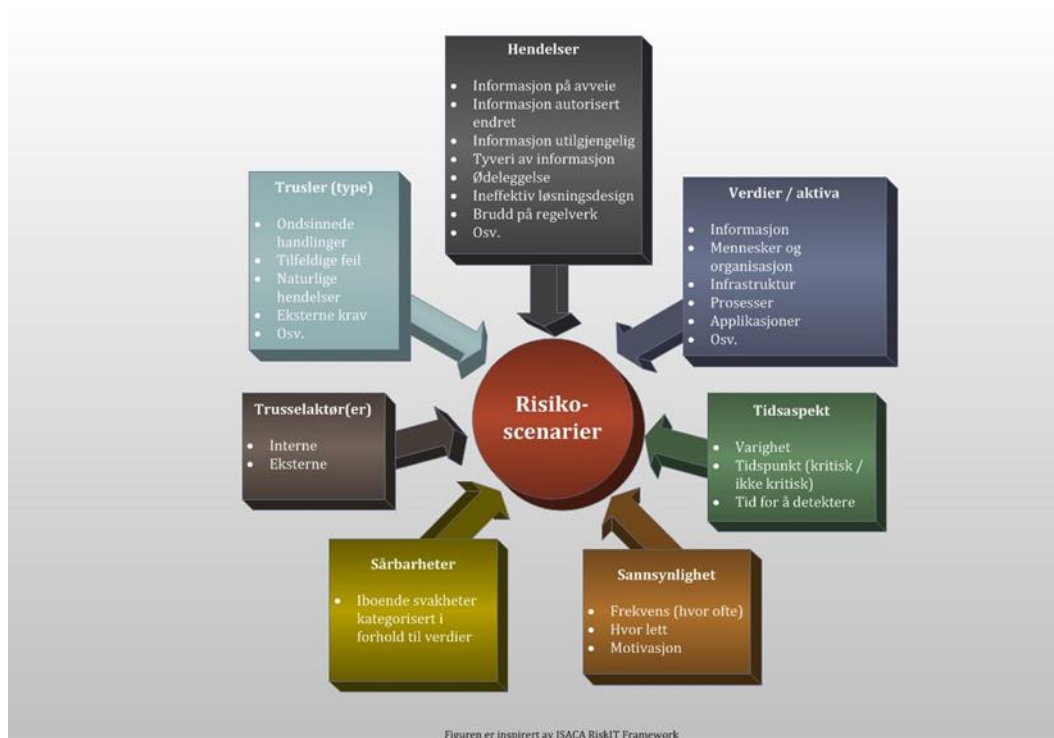 Hendelser
• Informasjon på avveie
• Informasjon autorisert
endret
• Informasjon utilgjengelig
• Tyveri av informasjon
• Ødeleggelse
• Ineffektiv løsningsdesign
• Brudd på regelverk
• Osv.
Trusler (type)
• Ondsinnede
handlinger
• Tilfeldige feil
• Naturlige
hendelser
• Eksterne krav
• Osv.
Verdier / aktiva
• Informasjon
• Mennesker og
organisasjon
• Infrastruktur
• Prosesser
• Applikasjoner
• Osv.
Trusselaktør(er)
• Interne
• Eksterne
Risiko-
scenarier
Tidsaspekt
• Varighet
• Tidspunkt (kritisk /
ikke kritisk)
• Tid for å detektere
Sårbarheter
• Iboende svakheter
kategorisert i
forhold til verdier
Sannsynlighet
• Frekvens (hvor ofte)
• Hvor lett
• Motivasjon
Figuren er inspirert av ISACA RiskIT Framework